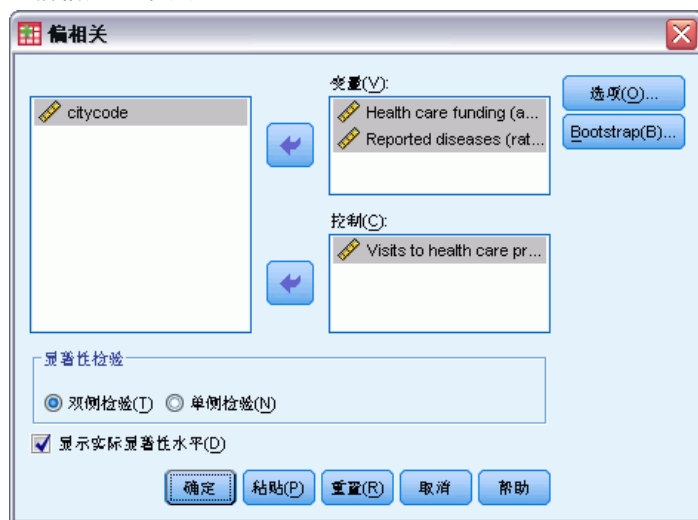 偏相关
变量(V):
citycode
Health care funding (a...
Reported diseases (rat...
选项(O)...
Bootstrap(B)...
控制(C):
Visits to health care pr...
显著性检验
双侧检验(T) 单侧检验(N)
显示实际显著性水平(D)
确定 粘贴(P) 重置(R) 取消 帮助